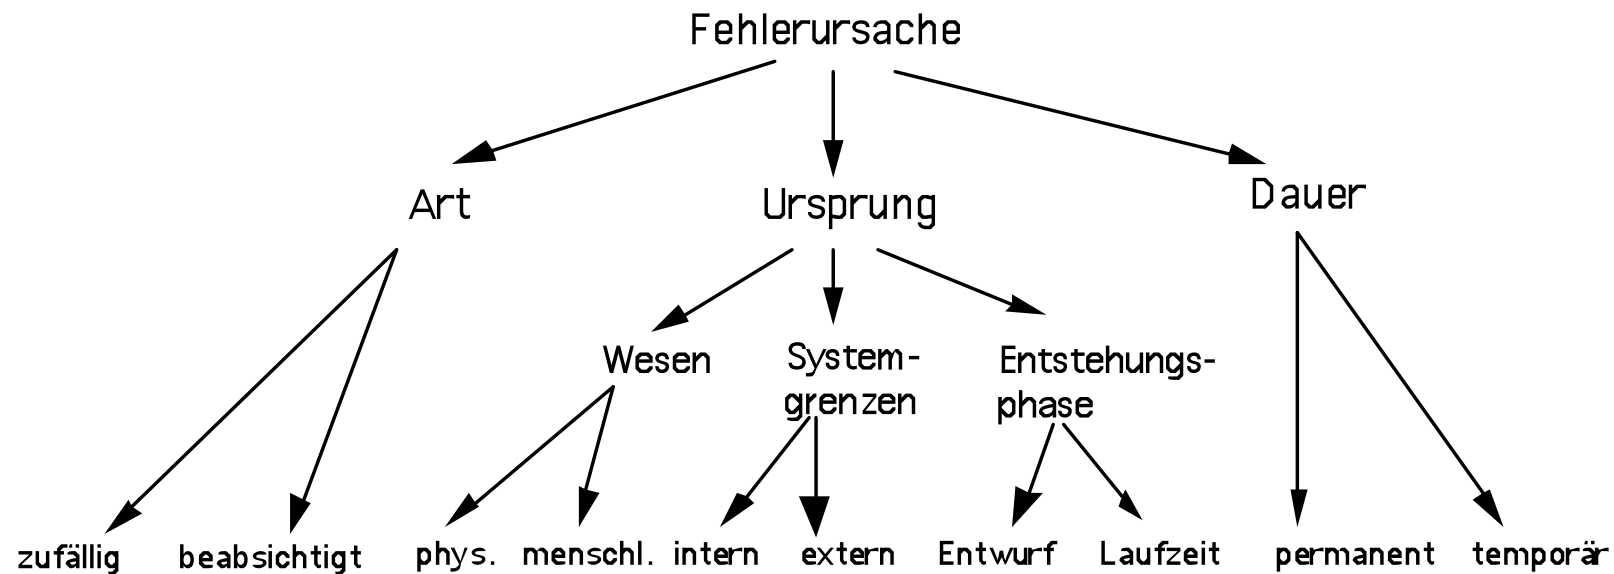 Fehlerursache
Art
Ursprung
Dauer
Wesen
System-
grenzen
Entstehungs-
phase
zufällig
beabsichtigt
phys.
menschl.
intern
extern
Entwurf
Laufzeit
permanent
temporär